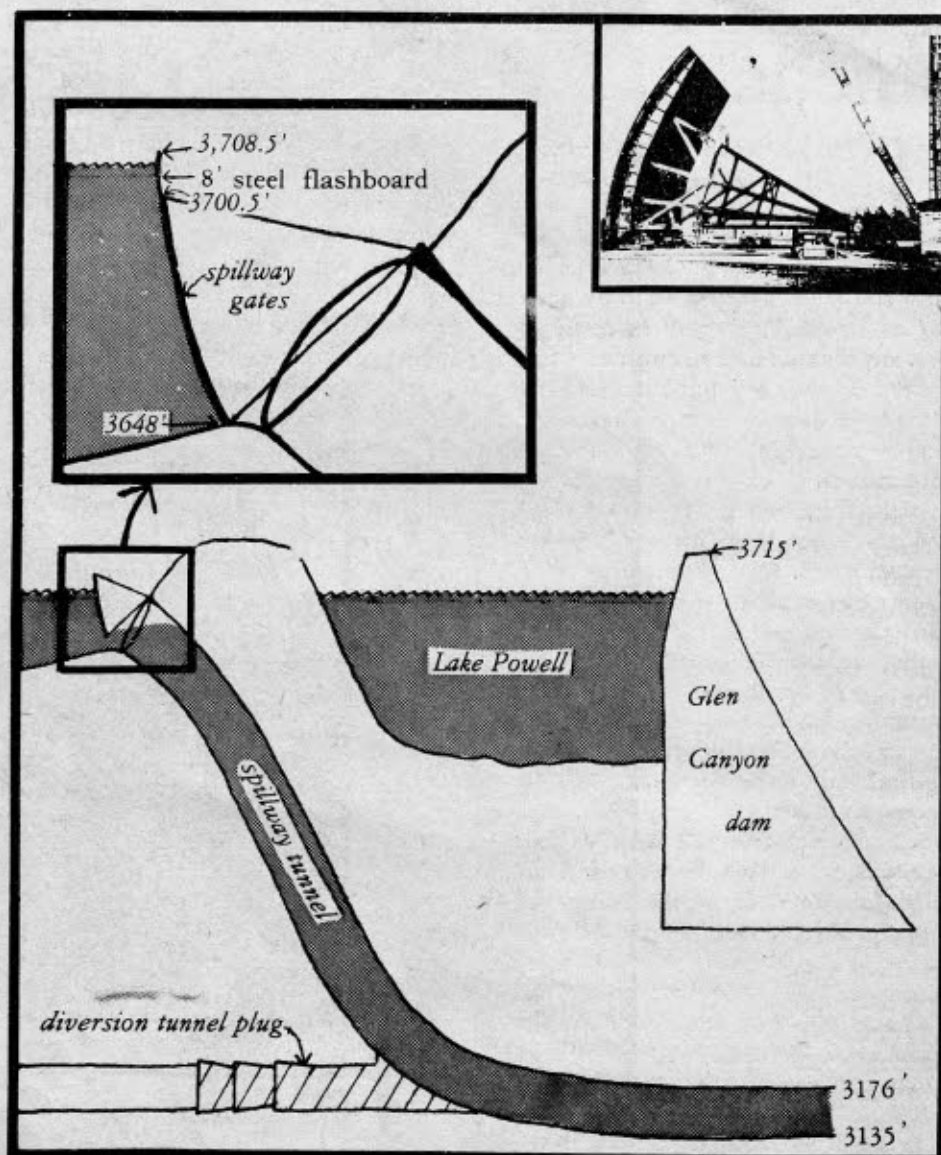 3,708.5'
8' steel flashboard
3700.5'
spillway
gates
3648'
3715'
Lake Powell
Glen
Canyon
dam
spillway tunnel
diversion tunnel plug
3176'
3135'